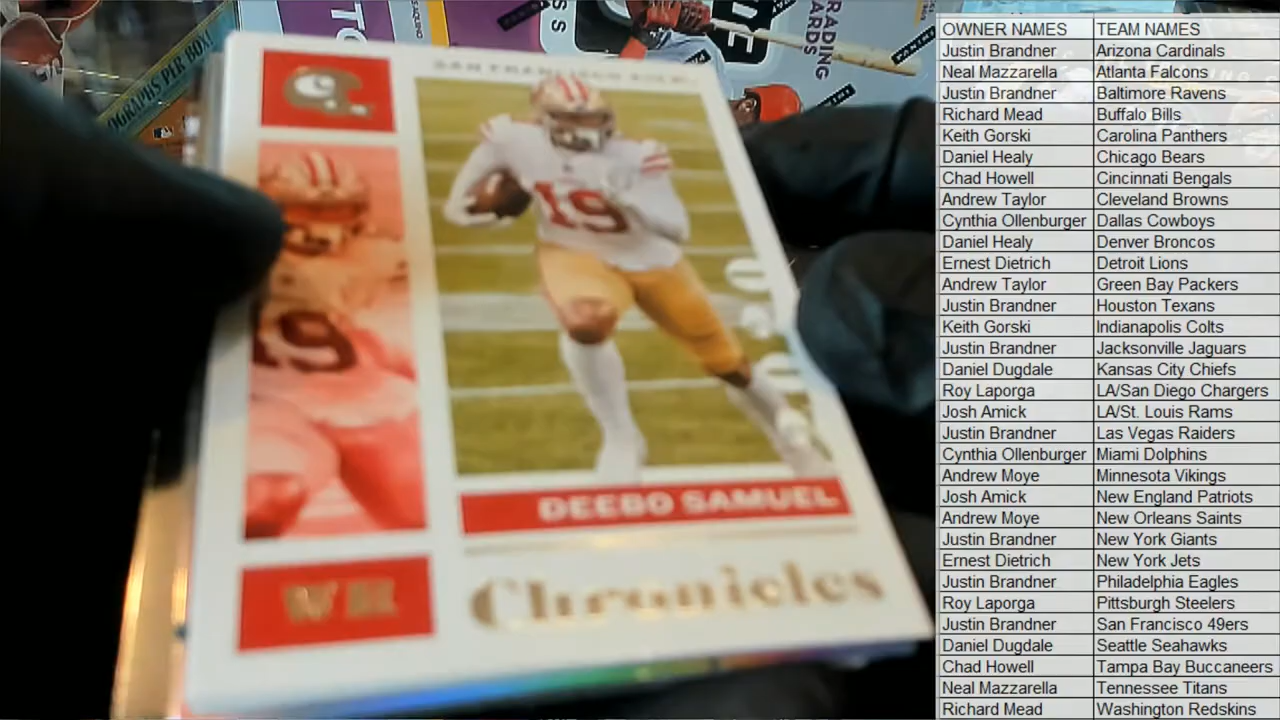 OGRAPHS PER BOX!
TRADING
CARDS
PANINI
SAN FRANCISCO 49ERS
19
2020
DEEBO SAMUEL
WR
Chronicles
OWNER NAMES TEAM NAMES
Justin Brandner Arizona Cardinals
Neal Mazzarella Atlanta Falcons
Justin Brandner Baltimore Ravens
Richard Mead Buffalo Bills
Keith Gorski Carolina Panthers
Daniel Healy Chicago Bears
Chad Howell Cincinnati Bengals
Andrew Taylor Cleveland Browns
Cynthia Ollenburger Dallas Cowboys
Daniel Healy Denver Broncos
Ernest Dietrich Detroit Lions
Andrew Taylor Green Bay Packers
Justin Brandner Houston Texans
Keith Gorski Indianapolis Colts
Justin Brandner Jacksonville Jaguars
Daniel Dugdale Kansas City Chiefs
Roy Laporga LA/San Diego Chargers
Josh Amick LA/St. Louis Rams
Justin Brandner Las Vegas Raiders
Cynthia Ollenburger Miami Dolphins
Andrew Moye Minnesota Vikings
Josh Amick New England Patriots
Andrew Moye New Orleans Saints
Justin Brandner New York Giants
Ernest Dietrich New York Jets
Justin Brandner Philadelphia Eagles
Roy Laporga Pittsburgh Steelers
Justin Brandner San Francisco 49ers
Daniel Dugdale Seattle Seahawks
Chad Howell Tampa Bay Buccaneers
Neal Mazzarella Tennessee Titans
Richard Mead Washington Redskins